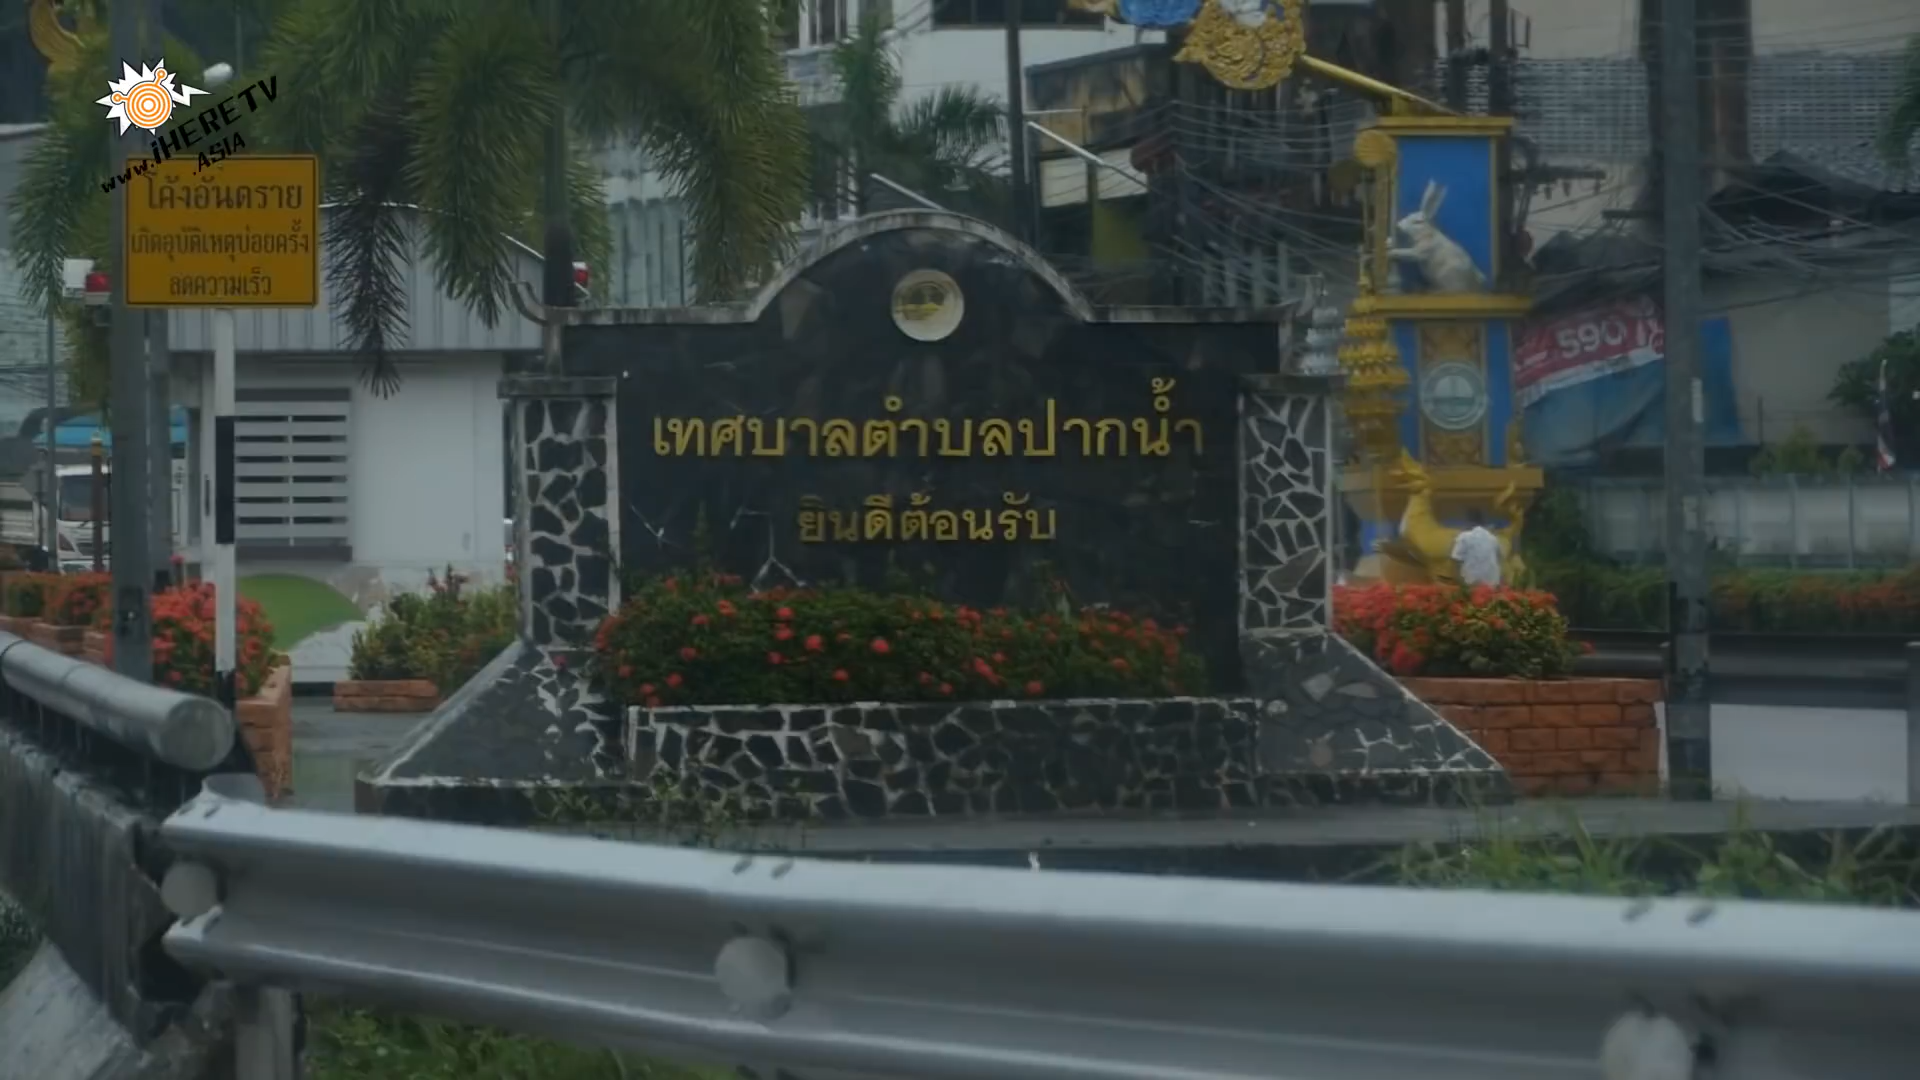 www.iHERE TV
.ASIA
โค้งอันตราย
เกิดอุบัติเหตุบ่อยครั้ง
ลดความเร็ว
เทศบาลตำบลปากน้ำ
ยินดีต้อนรับ
590